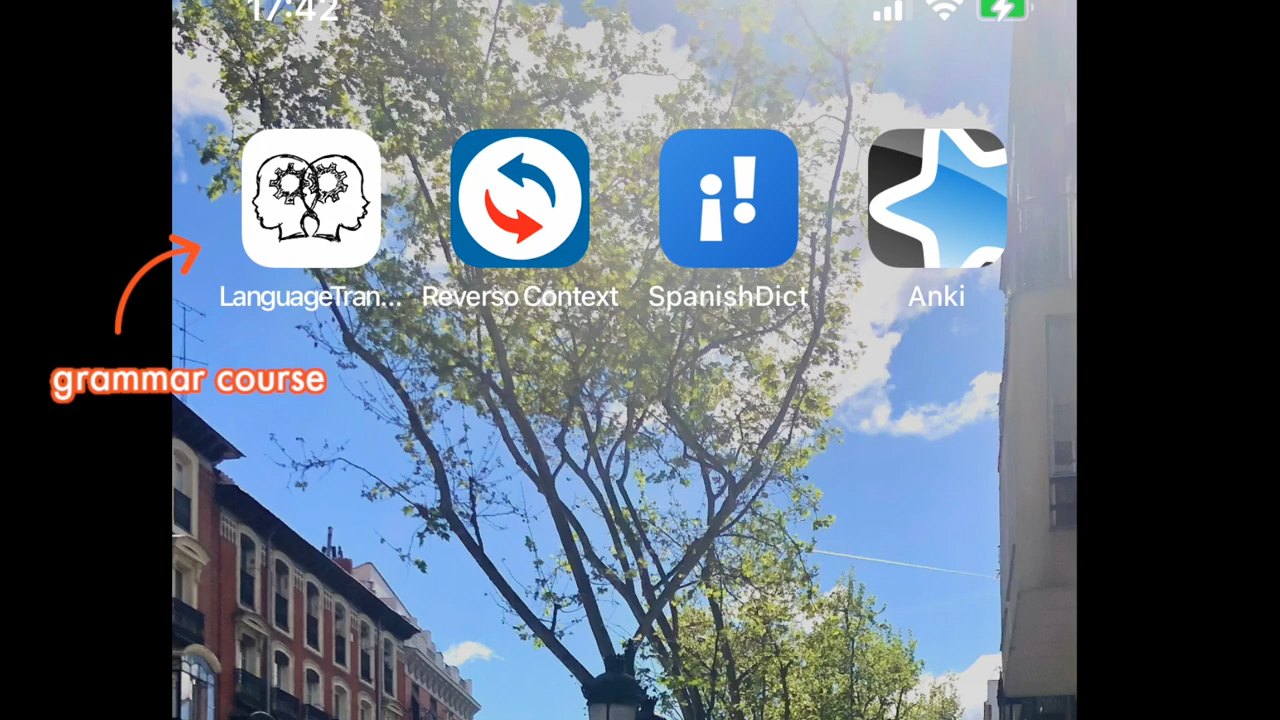 17:42
LanguageTran...
Reverso Context
SpanishDict
Anki
grammar course